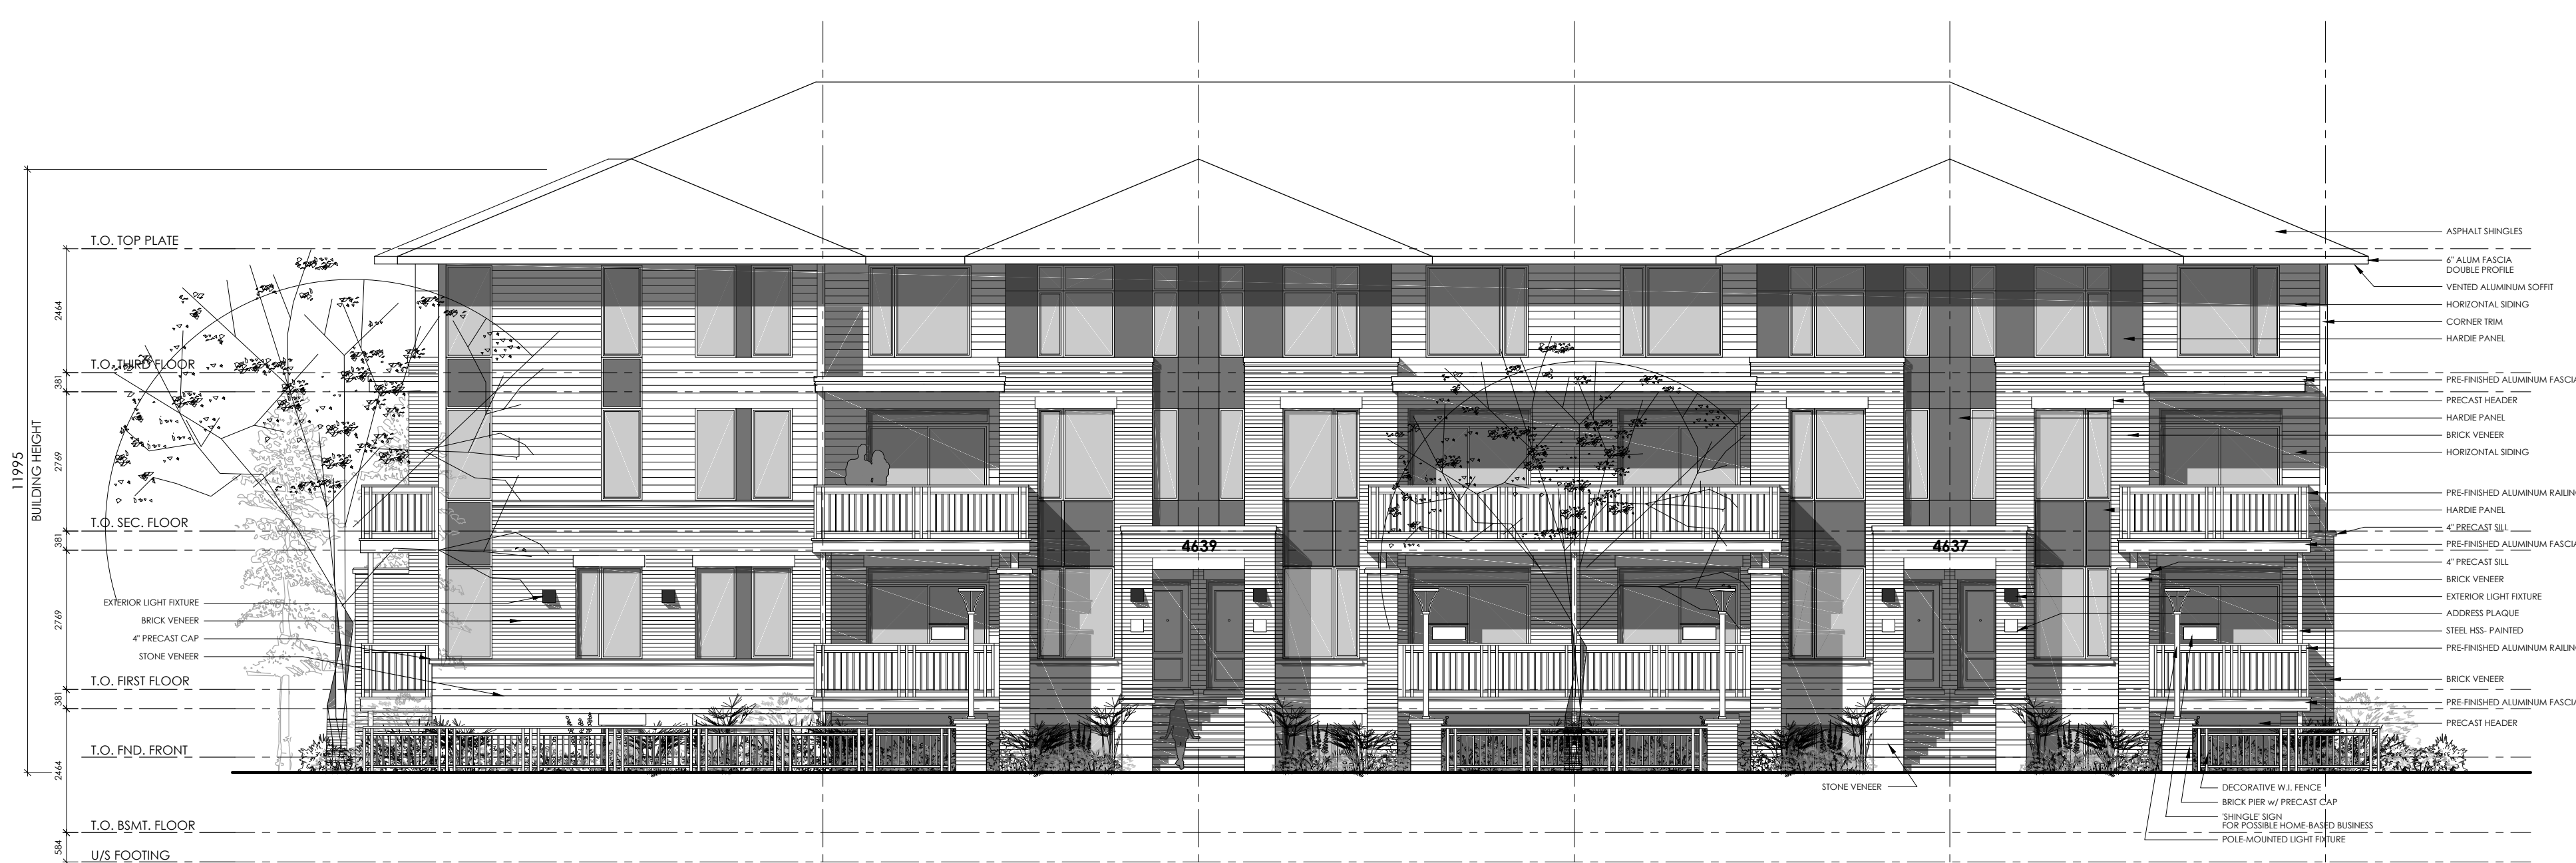 11995
BUILDING HEIGHT
T.O. TOP PLATE
2464
T.O. THIRD FLOOR
381
2769
T.O. SEC. FLOOR
381
2769
T.O. FIRST FLOOR
381
T.O. FND. FRONT
2464
T.O. BSMT. FLOOR
584
U/S FOOTING
EXTERIOR LIGHT FIXTURE
BRICK VENEER
4" PRECAST CAP
STONE VENEER
4639
4637
ASPHALT SHINGLES
6" ALUM FASCIA
DOUBLE PROFILE
VENTED ALUMINUM SOFFIT
HORIZONTAL SIDING
CORNER TRIM
HARDIE PANEL
PRE-FINISHED ALUMINUM FASCIA
PRECAST HEADER
HARDIE PANEL
BRICK VENEER
HORIZONTAL SIDING
PRE-FINISHED ALUMINUM RAILING
HARDIE PANEL
4" PRECAST SILL
PRE-FINISHED ALUMINUM FASCIA
4" PRECAST SILL
BRICK VENEER
EXTERIOR LIGHT FIXTURE
ADDRESS PLAQUE
STEEL HSS- PAINTED
PRE-FINISHED ALUMINUM RAILING
BRICK VENEER
PRE-FINISHED ALUMINUM FASCIA
PRECAST HEADER
STONE VENEER
DECORATIVE W.I. FENCE
BRICK PIER w/ PRECAST CAP
'SHINGLE' SIGN
FOR POSSIBLE HOME-BASED BUSINESS
POLE-MOUNTED LIGHT FIXTURE